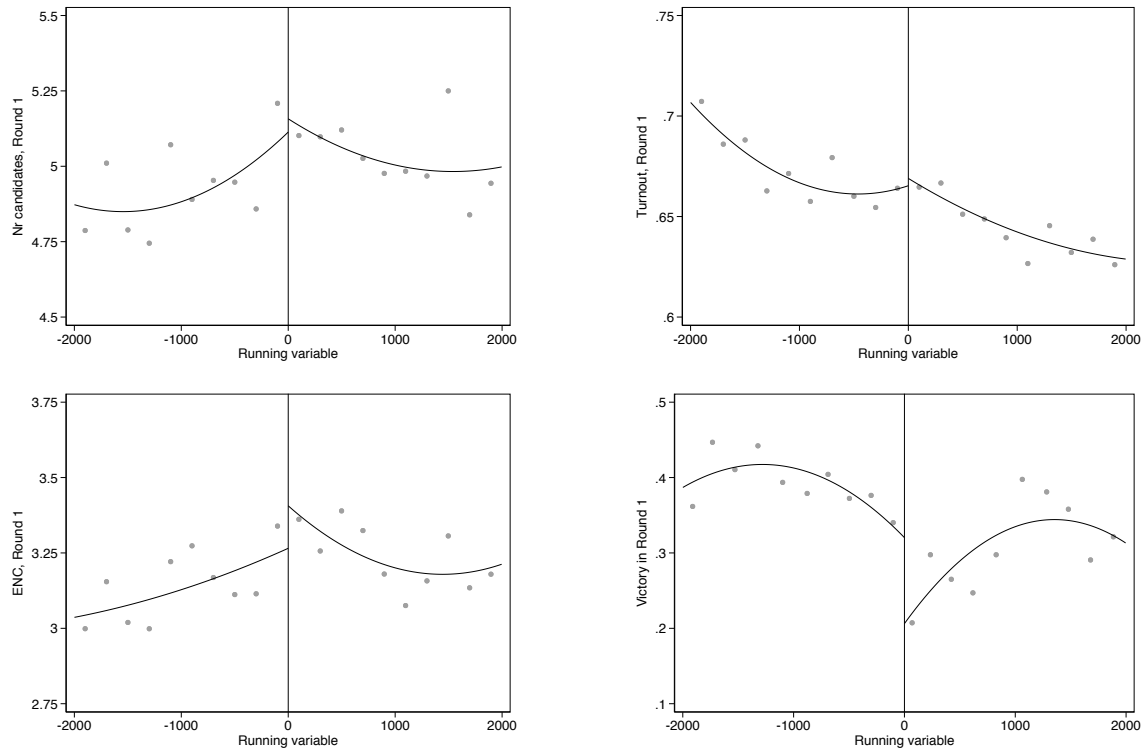 Nr candidates, Round 1
5.5
5.25
5
4.75
4.5
-2000 -1000 0 1000 2000
Running variable
Turnout, Round 1
.75
.7
.65
.6
-2000 -1000 0 1000 2000
Running variable
ENC, Round 1
3.75
3.5
3.25
3
2.75
-2000 -1000 0 1000 2000
Running variable
Victory in Round 1
.5
.4
.3
.2
.1
-2000 -1000 0 1000 2000
Running variable